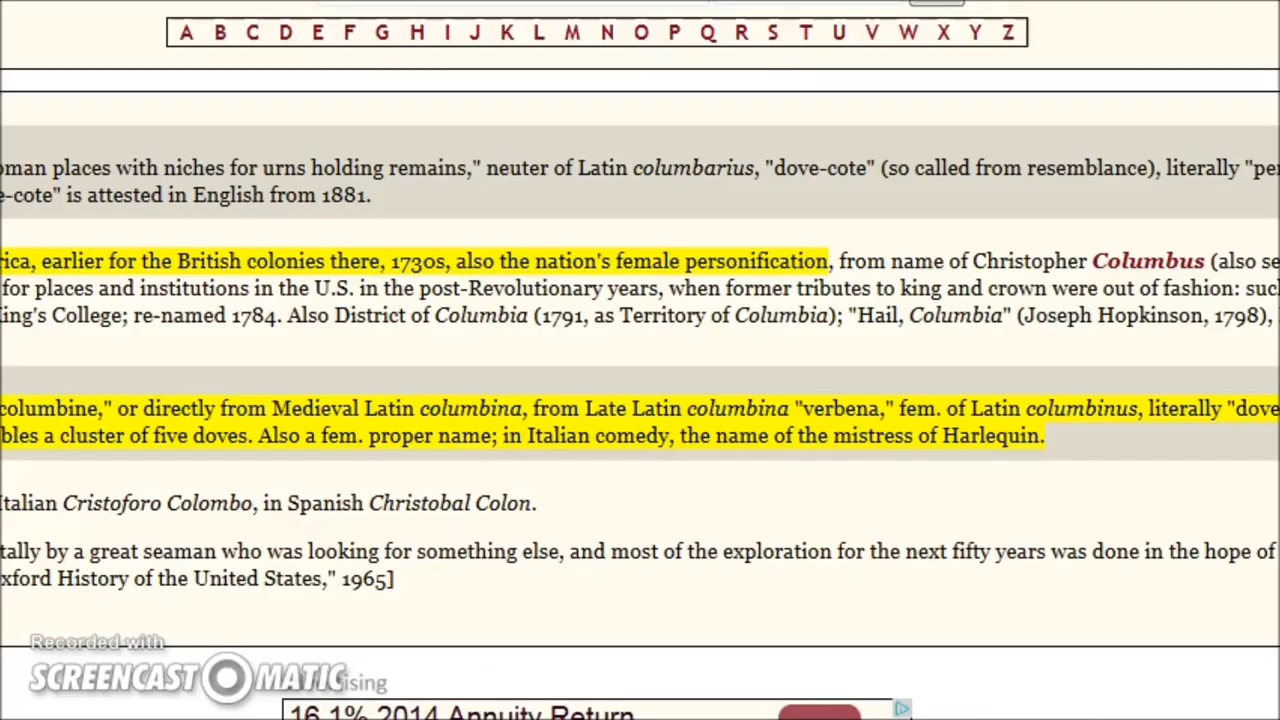 A B C D E F G H I J K L M N O P Q R S T U V W X Y Z
oman places with niches for urns holding remains," neuter of Latin columbarius, "dove-cote" (so called from resemblance), literally "per
e-cote" is attested in English from 1881.
rica, earlier for the British colonies there, 1730s, also the nation's female personification, from name of Christopher Columbus (also se
for places and institutions in the U.S. in the post-Revolutionary years, when former tributes to king and crown were out of fashion: suc
ing's College; re-named 1784. Also District of Columbia (1791, as Territory of Columbia); "Hail, Columbia" (Joseph Hopkinson, 1798),
columbine," or directly from Medieval Latin columbina, from Late Latin columbina "verbena," fem. of Latin columbinus, literally "dove
bles a cluster of five doves. Also a fem. proper name; in Italian comedy, the name of the mistress of Harlequin.
Italian Cristoforo Colombo, in Spanish Christobal Colon.
tally by a great seaman who was looking for something else, and most of the exploration for the next fifty years was done in the hope of
xford History of the United States," 1965]
Recorded with
SCREENCAST MATIC
ising
16.1% 2014 Annuity Return